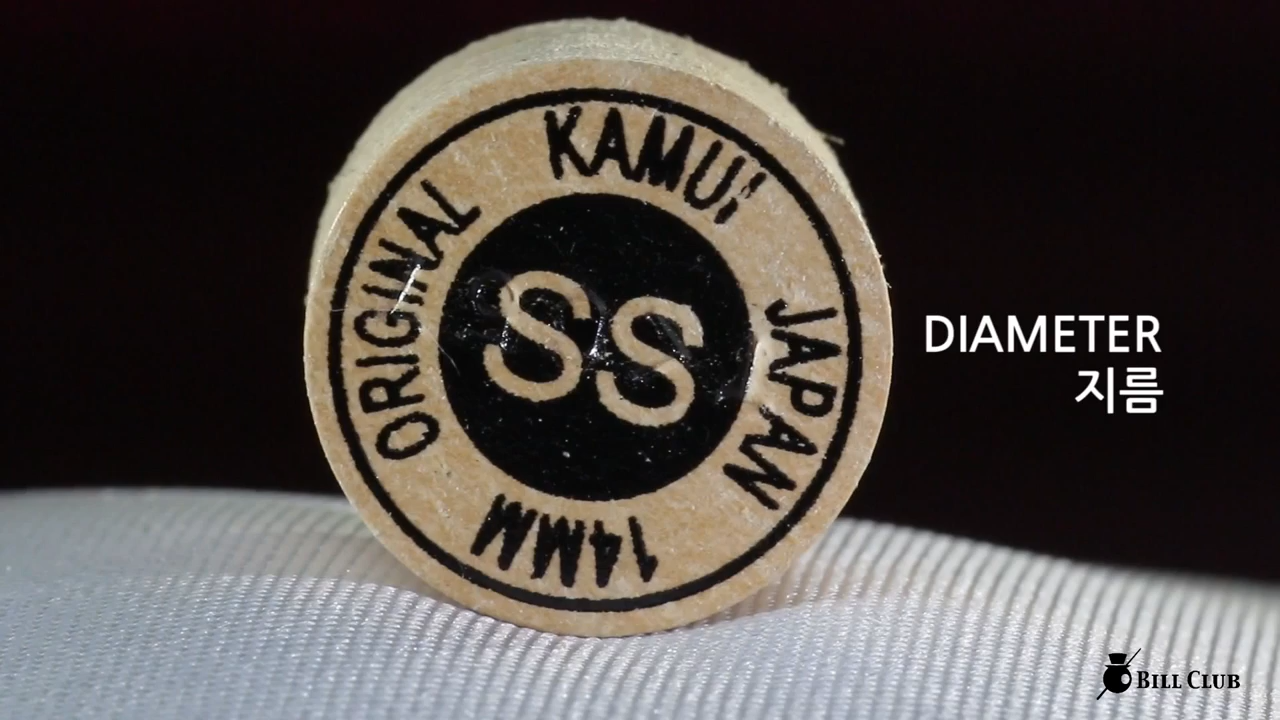 KAMUI
ORIGINAL
SS
JAPAN
14MM
DIAMETER
지름
BILL CLUB